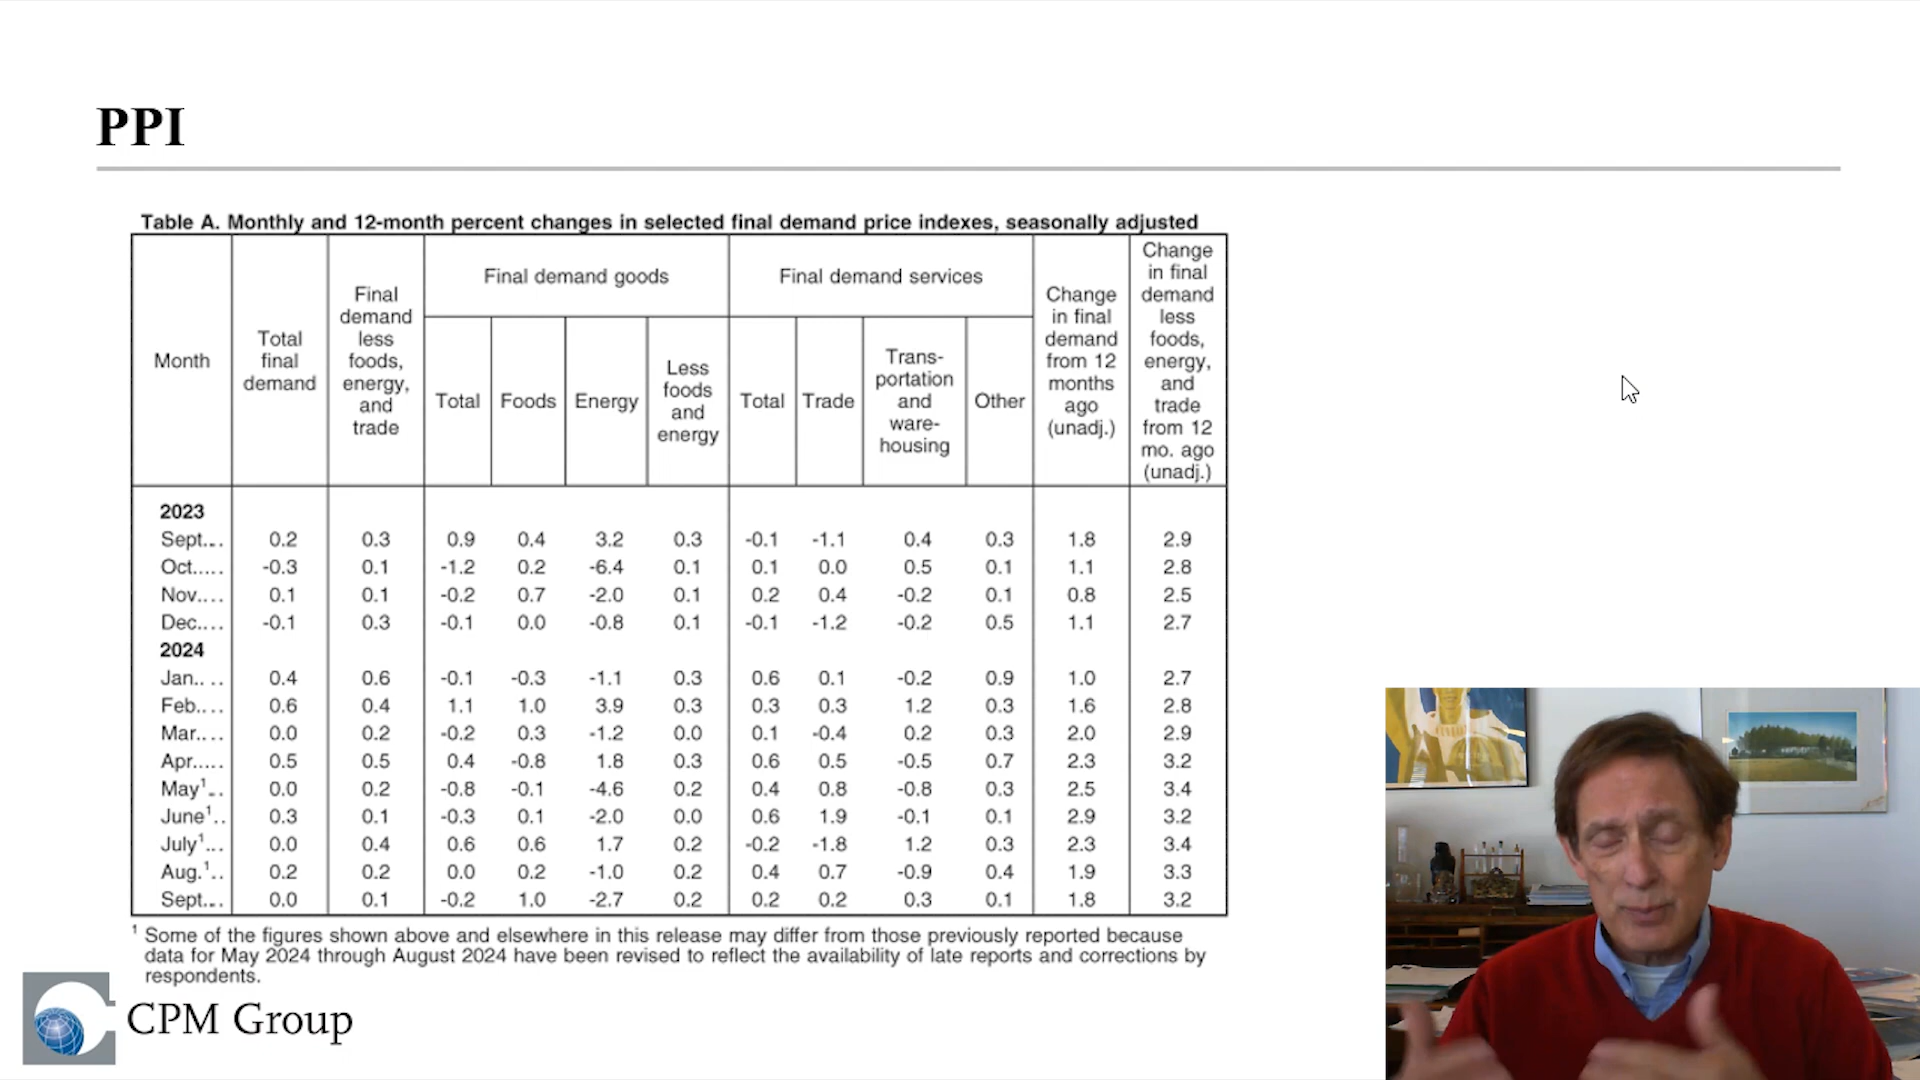 PPI
Table A. Monthly and 12-month percent changes in selected final demand price indexes, seasonally adjusted
Month
Total
final
demand
Final
demand
less
foods,
energy,
and
trade
Final demand goods
Total
Foods
Energy
Less
foods
and
energy
Final demand services
Total
Trade
Trans-
portation
and
ware-
housing
Other
Change
in final
demand
from 12
months
ago
(unadj.)
Change
in final
demand
less
foods,
energy,
and
trade
from 12
mo. ago
(unadj.)
2023
Sept... 0.2 0.3 0.9 0.4 3.2 0.3 -0.1 -1.1 0.4 0.3 1.8 2.9
Oct..... -0.3 0.1 -1.2 0.2 -6.4 0.1 0.1 0.0 0.5 0.1 1.1 2.8
Nov.... 0.1 0.1 -0.2 0.7 -2.0 0.1 0.2 0.4 -0.2 0.1 0.8 2.5
Dec.... -0.1 0.3 -0.1 0.0 -0.8 0.1 -0.1 -1.2 -0.2 0.5 1.1 2.7
2024
Jan.. .. 0.4 0.6 -0.1 -0.3 -1.1 0.3 0.6 0.1 -0.2 0.9 1.0 2.7
Feb.... 0.6 0.4 1.1 1.0 3.9 0.3 0.3 0.3 1.2 0.3 1.6 2.8
Mar.... 0.0 0.2 -0.2 0.3 -1.2 0.0 0.1 -0.4 0.2 0.3 2.0 2.9
Apr..... 0.5 0.5 0.4 -0.8 1.8 0.3 0.6 0.5 -0.5 0.7 2.3 3.2
May¹... 0.0 0.2 -0.8 -0.1 -4.6 0.2 0.4 0.8 -0.8 0.3 2.5 3.4
June¹.. 0.3 0.1 -0.3 0.1 -2.0 0.0 0.6 1.9 -0.1 0.1 2.9 3.2
July¹... 0.0 0.4 0.6 0.6 1.7 0.2 -0.2 -1.8 1.2 0.3 2.3 3.4
Aug.¹.. 0.2 0.2 0.0 0.2 -1.0 0.2 0.4 0.7 -0.9 0.4 1.9 3.3
Sept... 0.0 0.1 -0.2 1.0 -2.7 0.2 0.2 0.2 0.3 0.1 1.8 3.2
¹ Some of the figures shown above and elsewhere in this release may differ from those previously reported because
data for May 2024 through August 2024 have been revised to reflect the availability of late reports and corrections by
respondents.
CPM Group